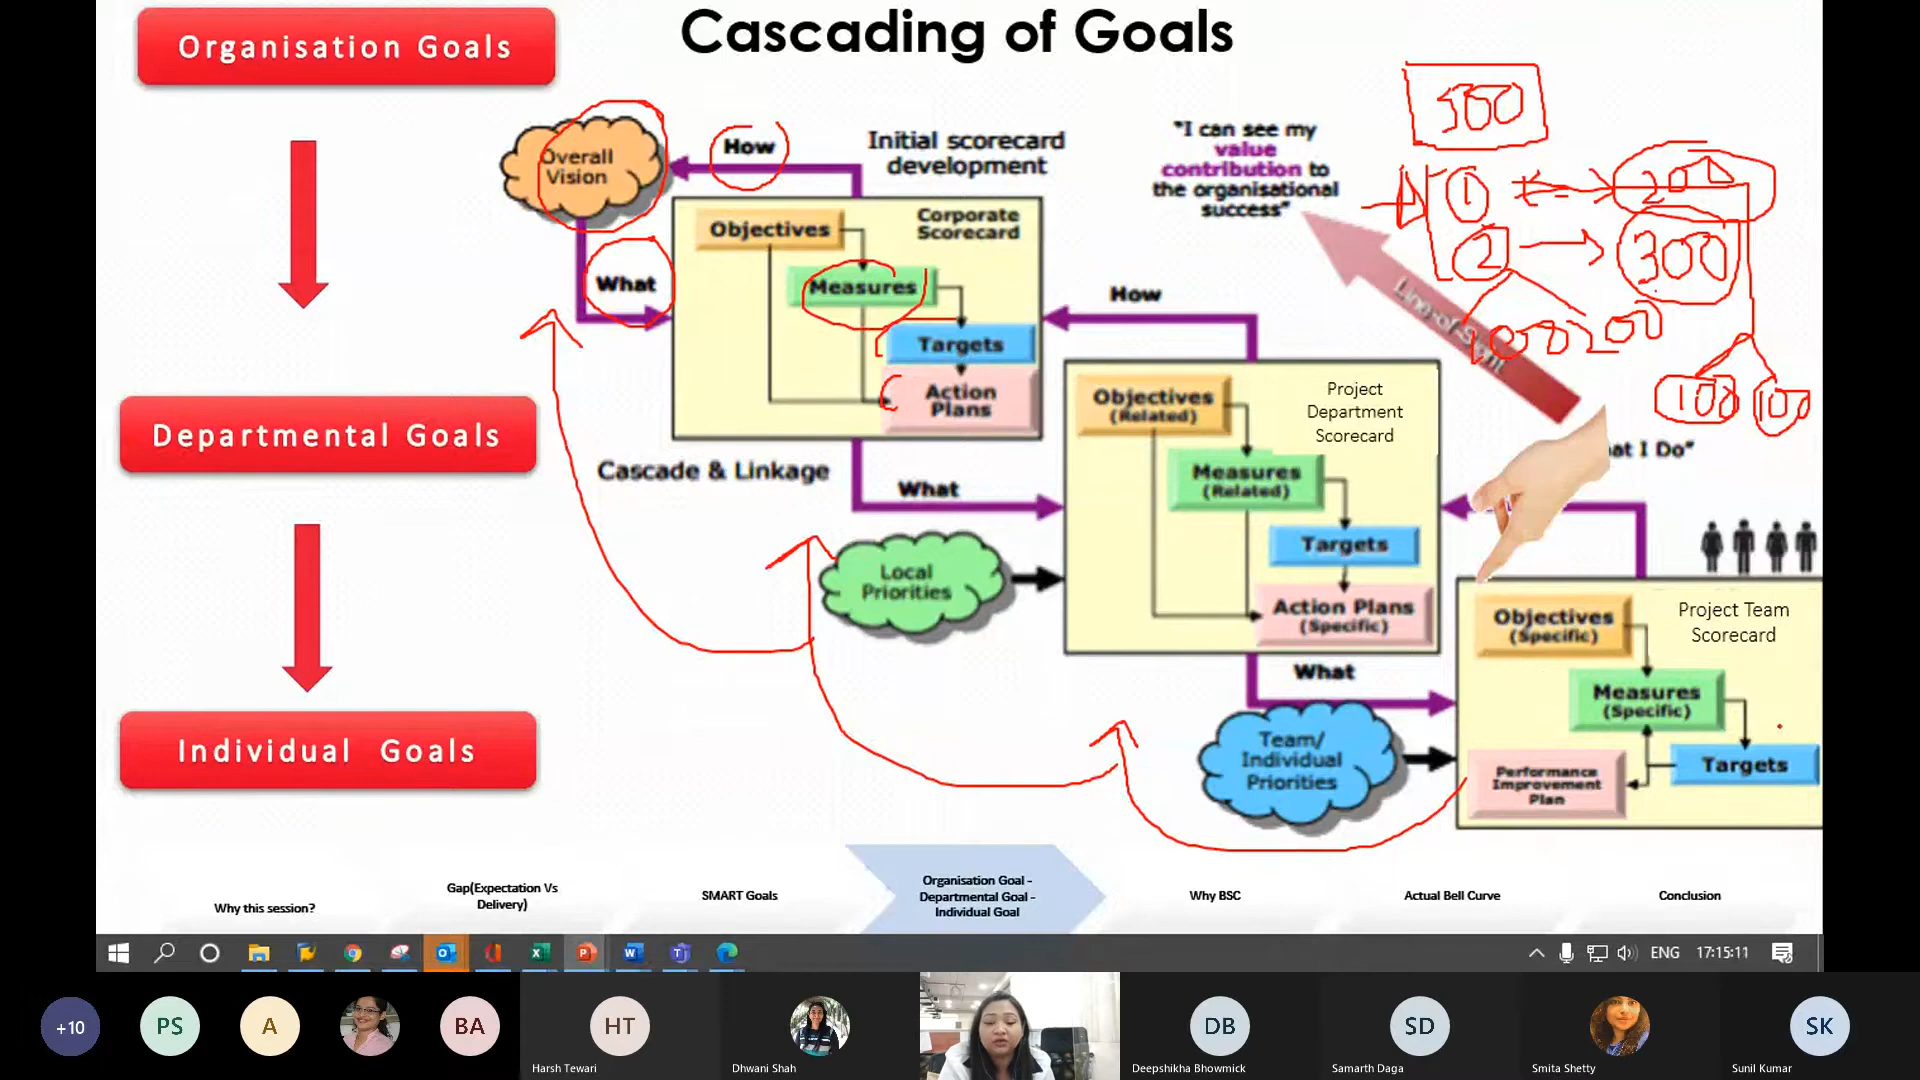 Cascading of Goals
Organisation Goals
Departmental Goals
Individual Goals
Overall
Vision
How
Initial scorecard
development
"I can see my
value
contribution to
the organisational
success"
500
1
200
2
300
100
200
100
100
Line-of-Sight
What
Objectives
Corporate
Scorecard
Measures
Targets
Action
Plans
How
Cascade & Linkage
What
Objectives
(Related)
Project
Department
Scorecard
Measures
(Related)
Targets
Action Plans
(Specific)
at I Do"
Local
Priorities
What
Team/
Individual
Priorities
Objectives
(Specific)
Project Team
Scorecard
Measures
(Specific)
Targets
Performance
Improvement
Plan
Why this session?
Gap(Expectation Vs
Delivery)
SMART Goals
Organisation Goal -
Departmental Goal -
Individual Goal
Why BSC
Actual Bell Curve
Conclusion
ENG
17:15:11
+10
PS
A
BA
HT
Harsh Tewari
Dhwani Shah
DB
Deepshikha Bhowmick
SD
Samarth Daga
Smita Shetty
SK
Sunil Kumar